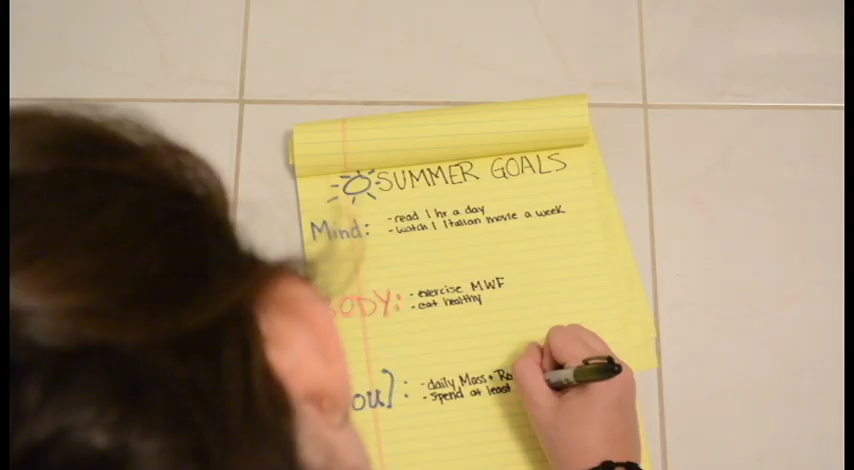 SUMMER GOALS
Mind:
- read 1 hr a day
- watch 1 Italian movie a week
BODY:
- exercise MWF
- eat healthy
- daily Mass +
- spend at least